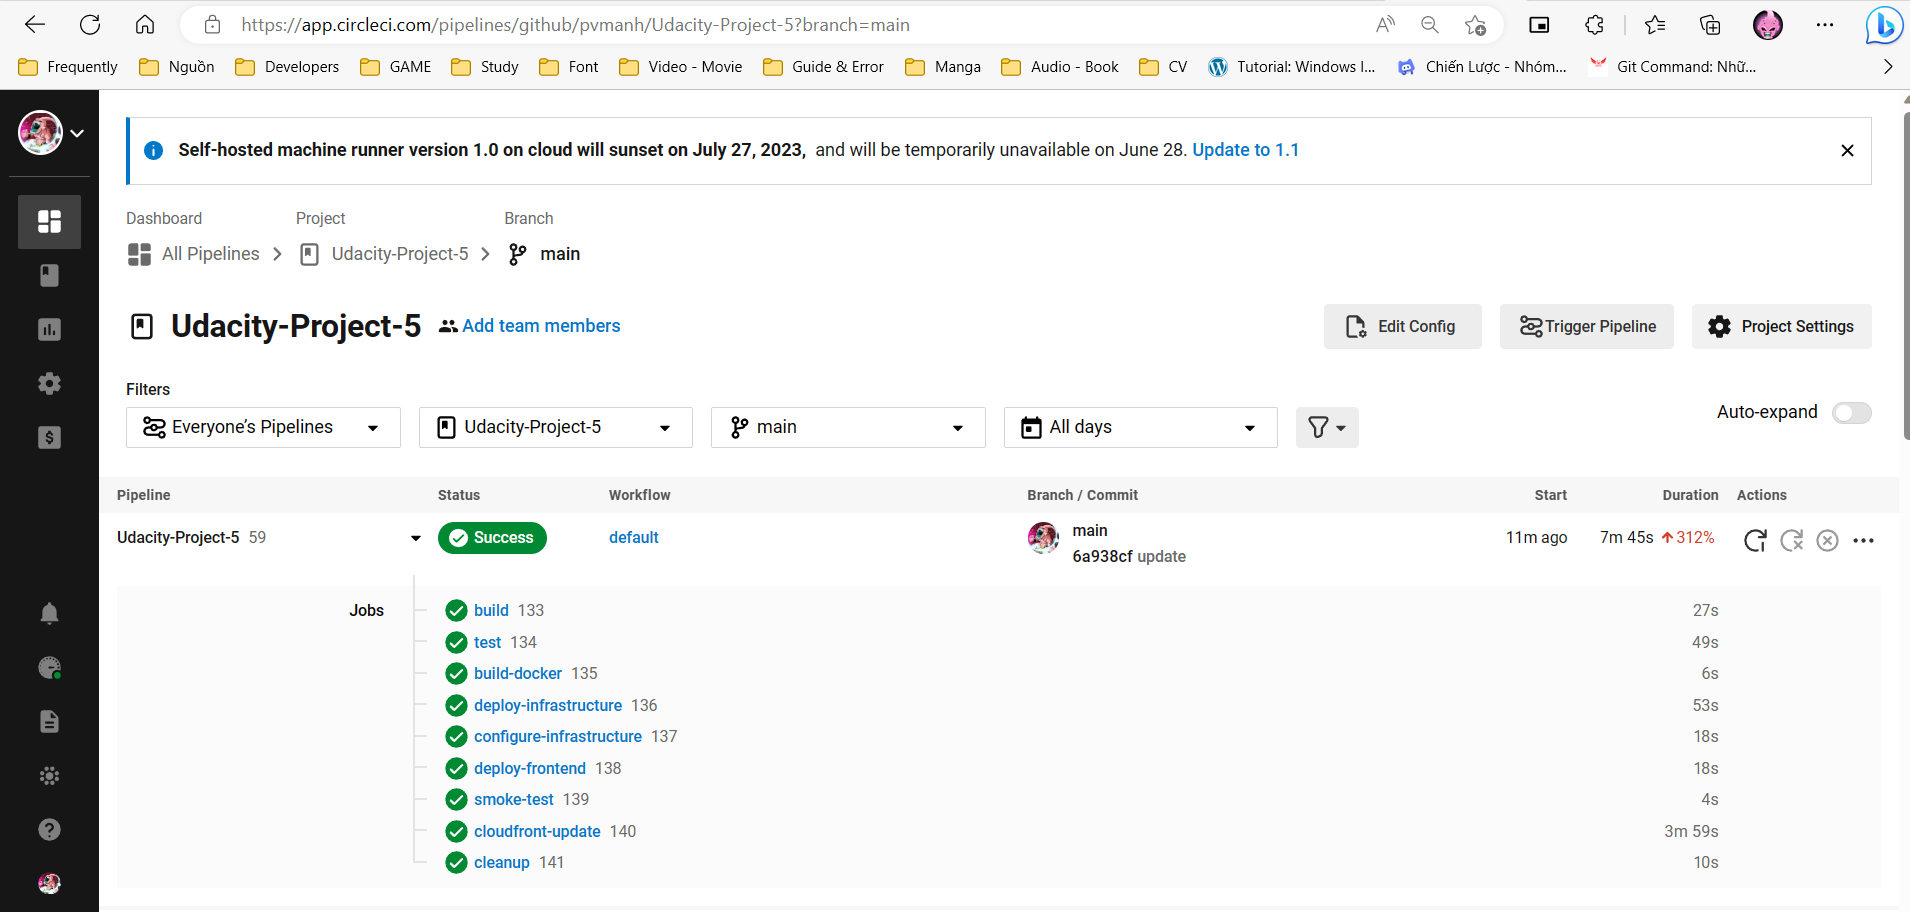 https://app.circleci.com/pipelines/github/pvmanh/Udacity-Project-5?branch=main
Frequently Nguồn Developers GAME Study Font Video - Movie Guide & Error Manga Audio - Book CV Tutorial: Windows I... Chiến Lược - Nhóm... Git Command: Nhữ...
Self-hosted machine runner version 1.0 on cloud will sunset on July 27, 2023, and will be temporarily unavailable on June 28. Update to 1.1
Dashboard Project Branch
All Pipelines Udacity-Project-5 main
Udacity-Project-5 Add team members Edit Config Trigger Pipeline Project Settings
Filters
Everyone’s Pipelines Udacity-Project-5 main All days Auto-expand
Pipeline Status Workflow Branch / Commit Start Duration Actions
Udacity-Project-5 59 Success default main 11m ago 7m 45s 312%
6a938cf update
Jobs build 133 27s
test 134 49s
build-docker 135 6s
deploy-infrastructure 136 53s
configure-infrastructure 137 18s
deploy-frontend 138 18s
smoke-test 139 4s
cloudfront-update 140 3m 59s
cleanup 141 10s